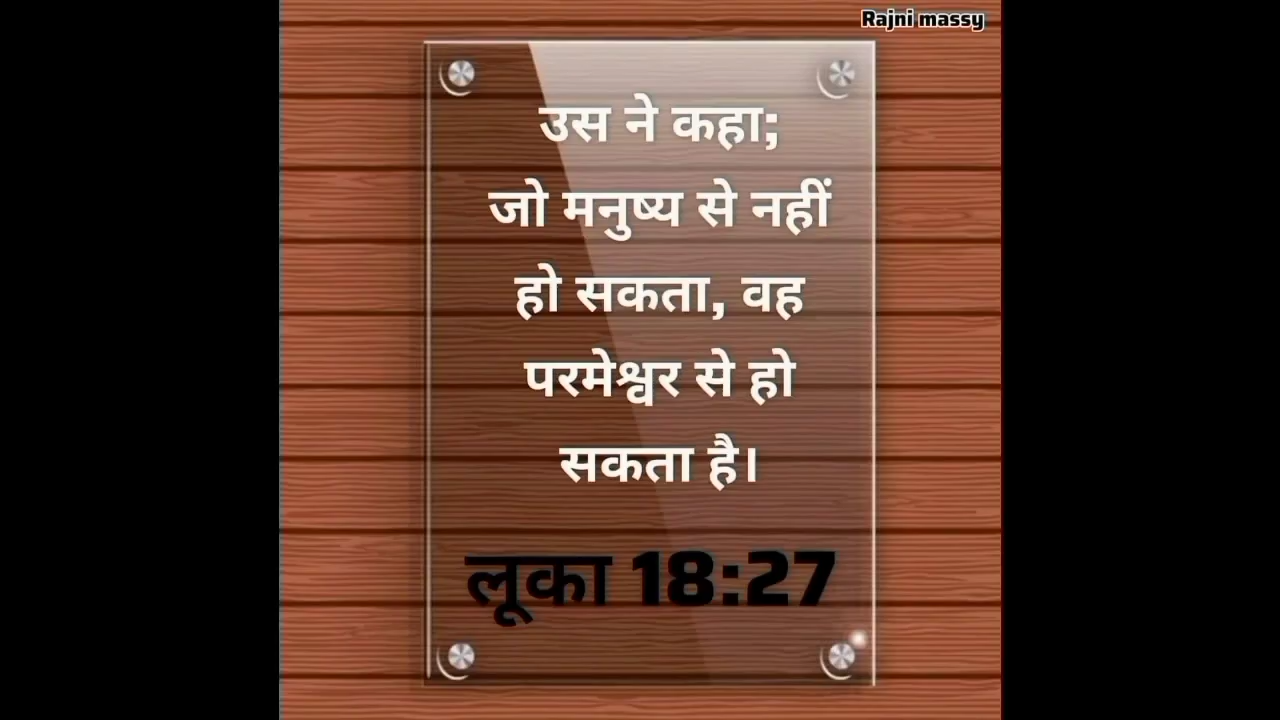 Rajni massy
उस ने कहा;
जो मनुष्य से नहीं
हो सकता, वह
परमेश्वर से हो
सकता है।
लूका 18:27